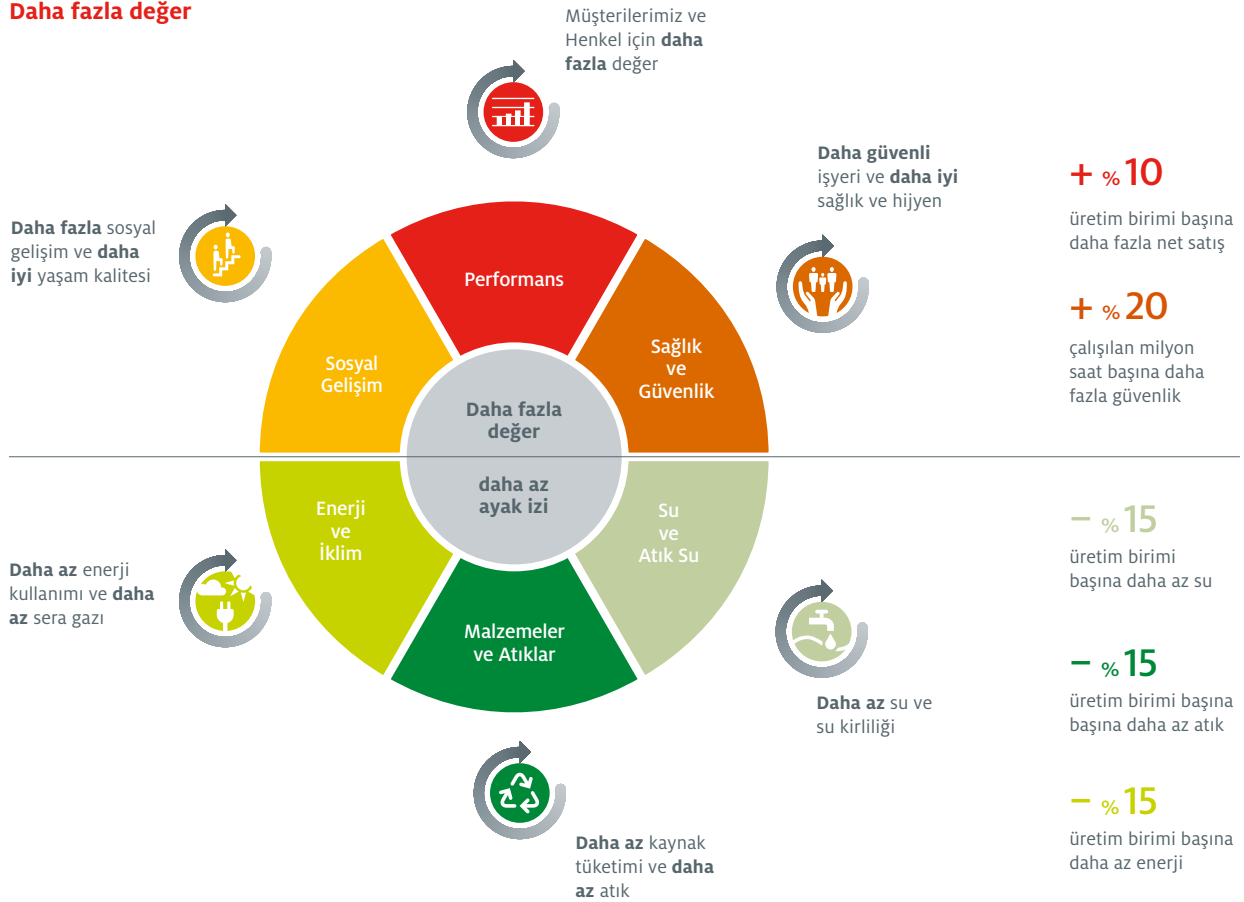 Daha fazla değer
Müşterilerimiz ve
Henkel için daha
fazla değer
Daha güvenli
işyeri ve daha iyi
sağlık ve hijyen
Daha fazla sosyal
gelişim ve daha
iyi yaşam kalitesi
Performans
Sosyal
Gelişim
Sağlık
ve
Güvenlik
Daha fazla
değer
daha az
ayak izi
Enerji
ve
İklim
Su
ve
Atık Su
Malzemeler
ve Atıklar
Daha az enerji
kullanımı ve daha
az sera gazı
Daha az su ve
su kirliliği
Daha az kaynak
tüketimi ve daha
az atık
+ % 10
üretim birimi başına
daha fazla net satış
+ % 20
çalışılan milyon
saat başına daha
fazla güvenlik
– % 15
üretim birimi
başına daha az su
– % 15
üretim birimi başına
başına daha az atık
– % 15
üretim birimi başına
daha az enerji